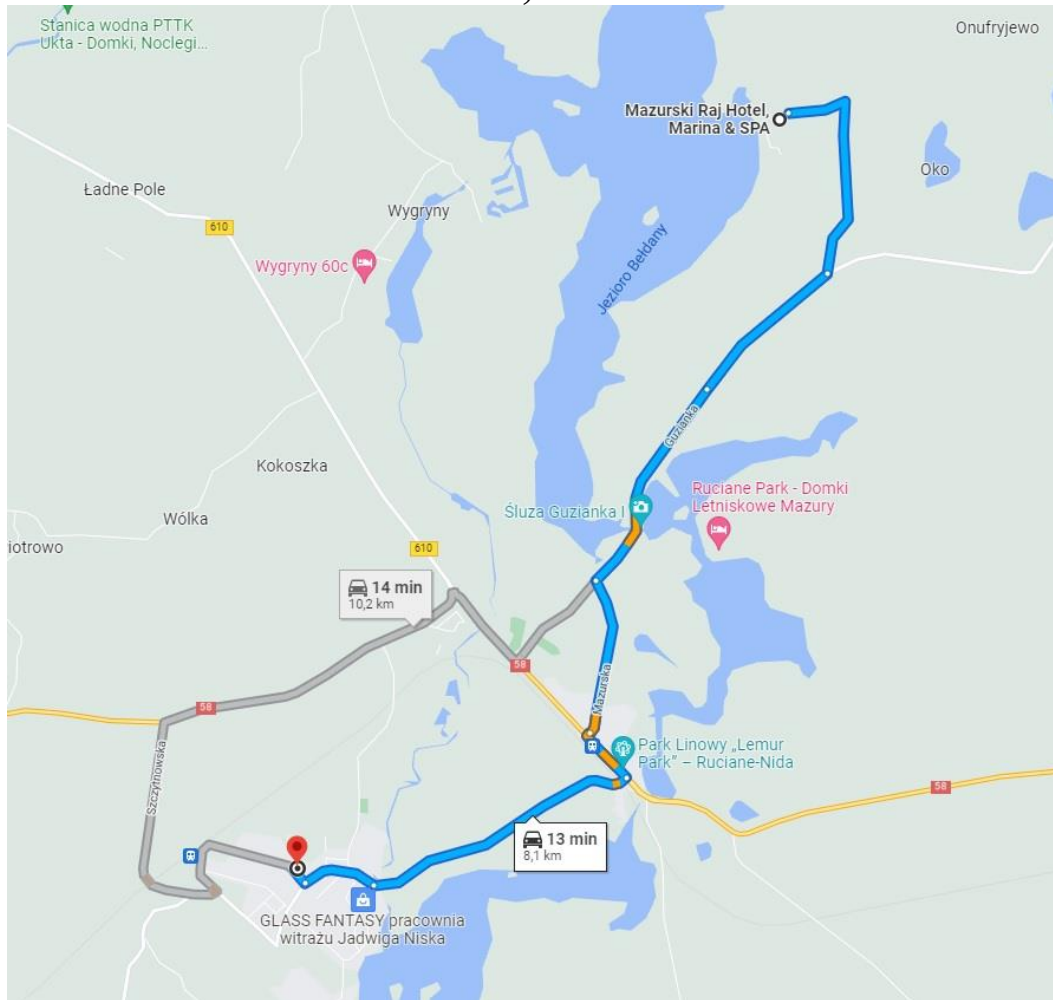 Stanica wodna PTTK
Ukta - Domki, Noclegi...
Onufryjewo
Mazurski Raj Hotel,
Marina & SPA
Oko
Ładne Pole
610
Wygryny
Wygryny 60c
Jezioro Bełdany
Guzianka
Kokoszka
Ruciane Park - Domki
Letniskowe Mazury
Śluza Guzianka I
Wólka
iotrowo
610
14 min
10,2 km
58
Mazurska
58
Park Linowy „Lemur
Park” – Ruciane-Nida
Szczytnowska
58
13 min
8,1 km
GLASS FANTASY pracownia
witrażu Jadwiga Niska